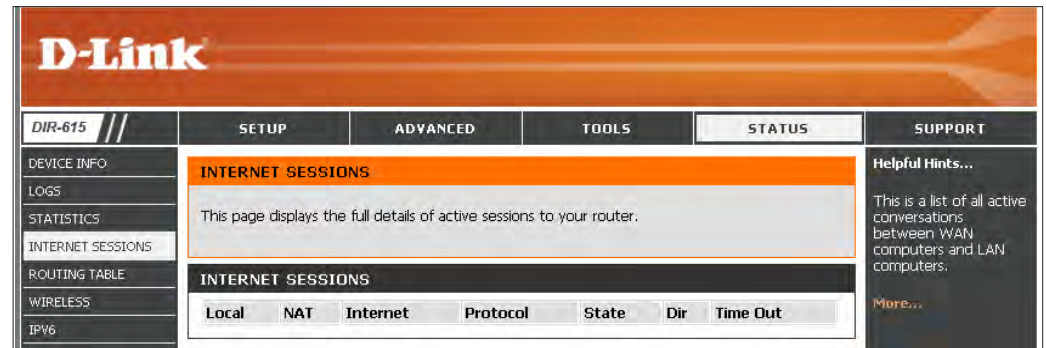 D-Link
DIR-615
SETUP
ADVANCED
TOOLS
STATUS
SUPPORT
DEVICE INFO
LOGS
STATISTICS
INTERNET SESSIONS
ROUTING TABLE
WIRELESS
IPV6
INTERNET SESSIONS
This page displays the full details of active sessions to your router.
INTERNET SESSIONS
Local NAT Internet Protocol State Dir Time Out
Helpful Hints...
This is a list of all active
conversations
between WAN
computers and LAN
computers.
More...